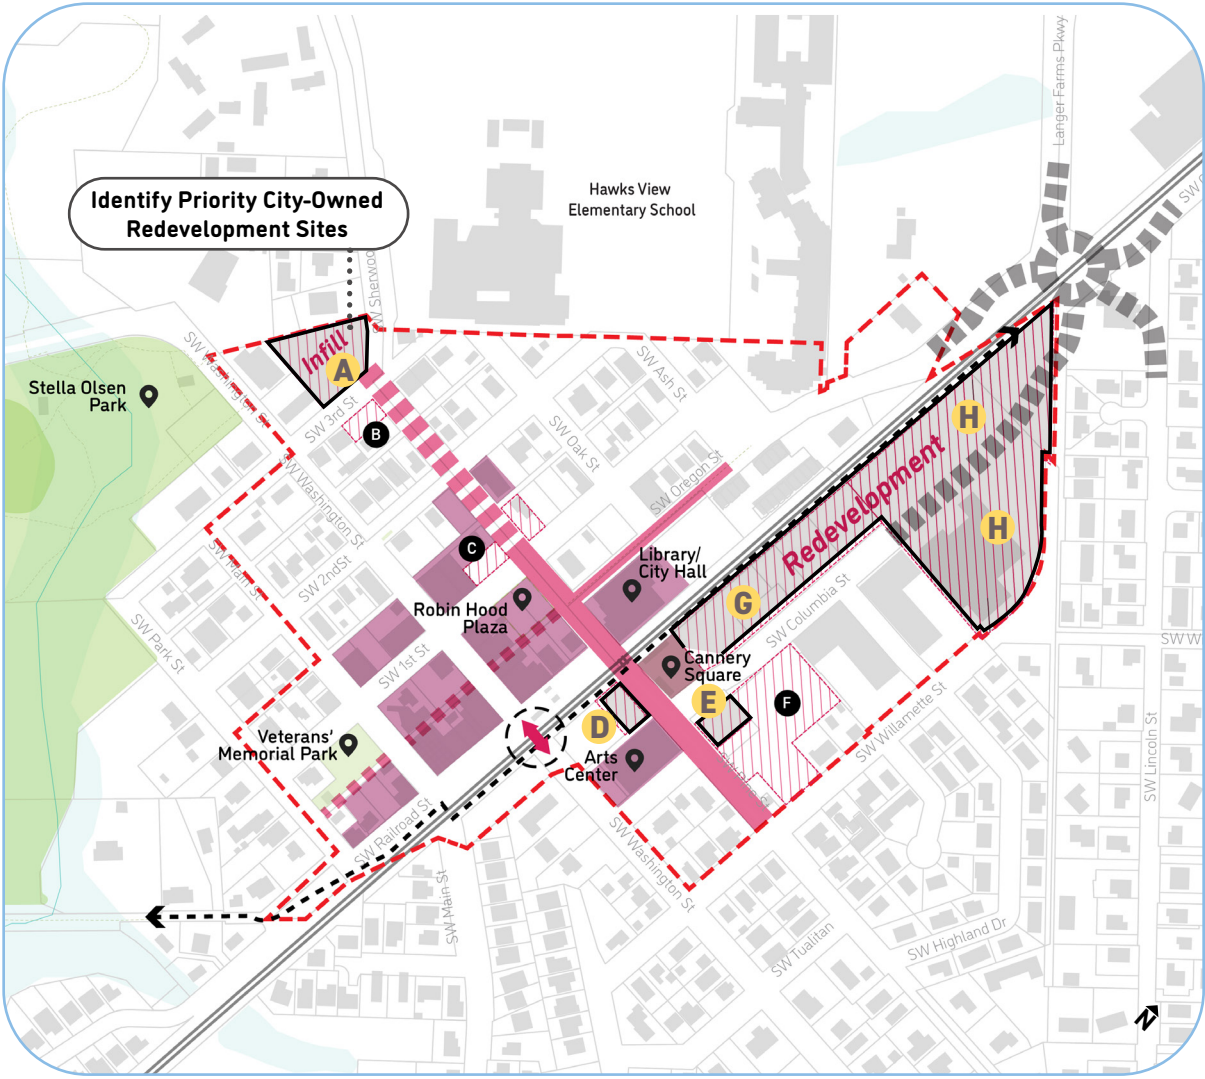 Langer Farms Pkwy
Identify Priority City-Owned
Redevelopment Sites
Hawks View
Elementary School
SW Washington St
Infill
A
SW Ash St
Stella Olsen
Park
SW 3rd St
B
SW Oak St
H
SW Washington St
SW Oregon St
Redevelopment
H
SW Main St
SW 2nd St
C
Library/
City Hall
Robin Hood
Plaza
G
SW Columbia St
SW Park St
SW 1st St
Cannery
Square
E
F
D
Veterans'
Memorial Park
Arts
Center
SW Willamette St
SW Lincoln St
SW Railroad St
SW Washington St
SW Main St
SW Tualitan
SW Highland Dr
N